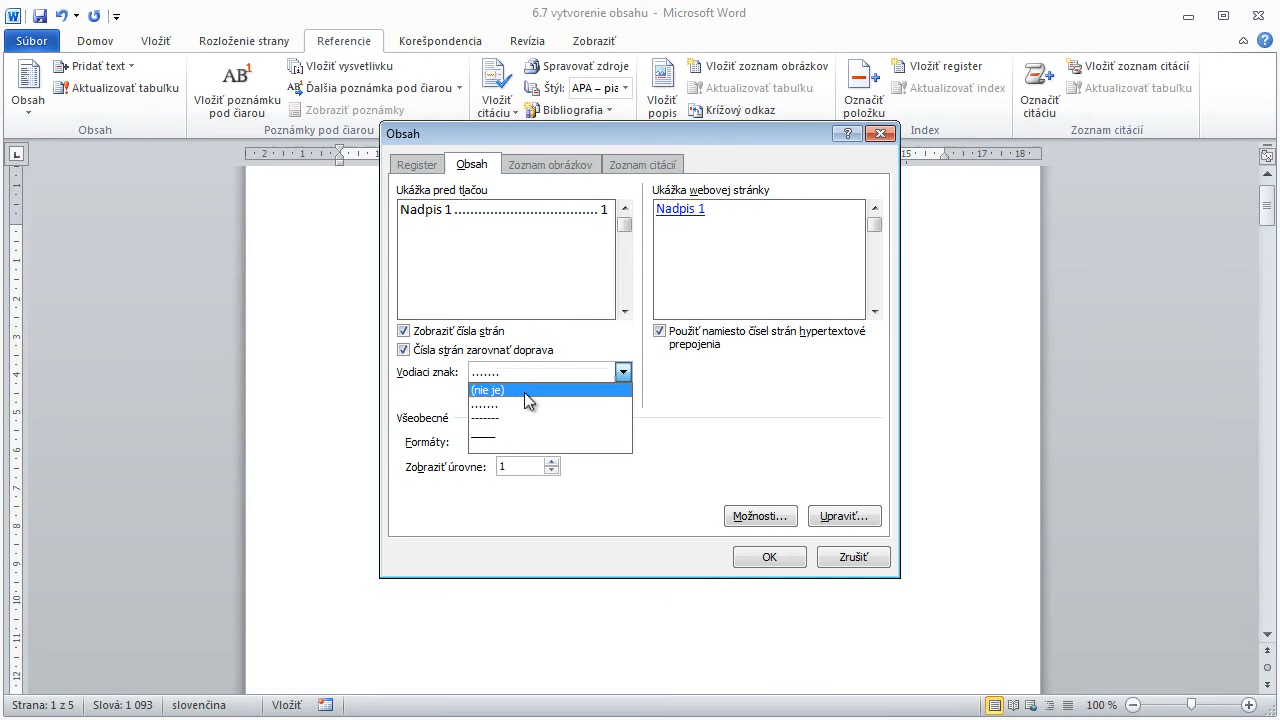 6.7 vytvorenie obsahu - Microsoft Word
Súbor Domov Vložiť Rozloženie strany Referencie Korešpondencia Revízia Zobraziť
Obsah
Pridať text
Aktualizovať tabuľku
Obsah
AB1
Vložiť poznámku
pod čiarou
Vložiť vysvetlivku
Ďalšia poznámka pod čiarou
Zobraziť poznámky
Poznámky pod čiarou
Vložiť
citáciu
Spravovať zdroje
Štýl: APA – pia
Bibliografia
Vložiť
popis
Vložiť zoznam obrázkov
Aktualizovať tabuľku
Krížový odkaz
Označiť
položku
Vložiť register
Aktualizovať index
Index
Označiť
citáciu
Vložiť zoznam citácií
Aktualizovať tabuľku
Zoznam citácií
Obsah
Register Obsah Zoznam obrázkov Zoznam citácií
Ukážka pred tlačou
Nadpis 1.................................... 1
Ukážka webovej stránky
Nadpis 1
Zobraziť čísla strán
Čísla strán zarovnať doprava
Použiť namiesto čísel strán hypertextové
prepojenia
Vodiaci znak: .......
(nie je)
.......
-------
____
Všeobecné
Formáty:
Zobraziť úrovne: 1
Možnosti... Upraviť...
OK Zrušiť
Strana: 1 z 5 Slová: 1 093 slovenčina Vložiť 100 %